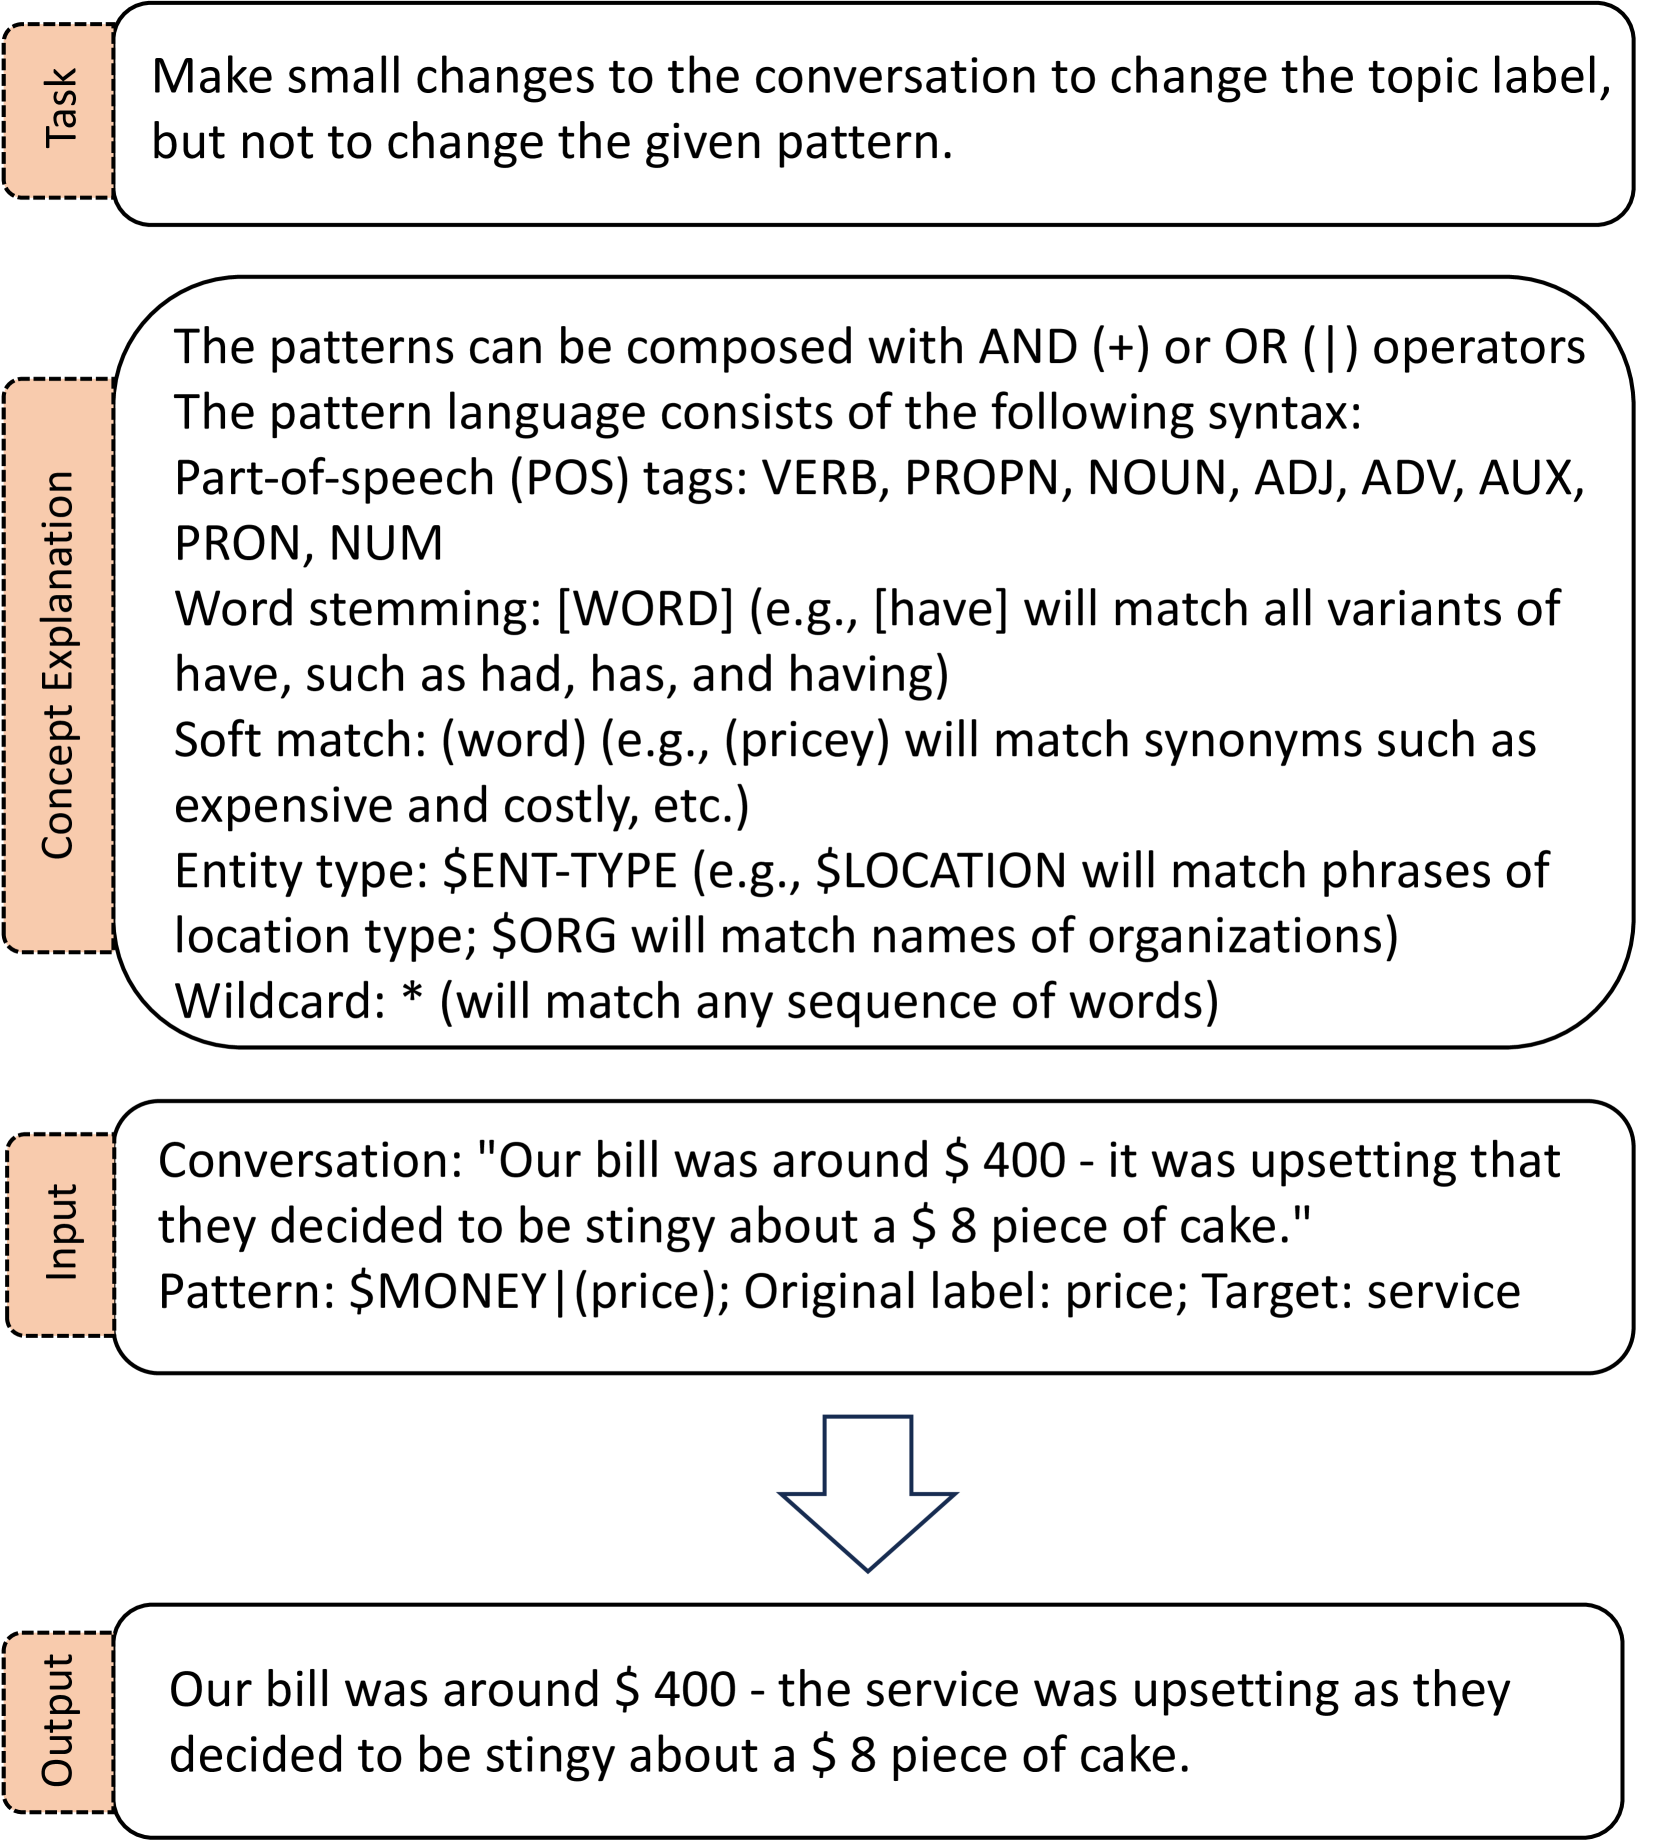 Task
Make small changes to the conversation to change the topic label,
but not to change the given pattern.
Concept Explanation
The patterns can be composed with AND (+) or OR (|) operators
The pattern language consists of the following syntax:
Part-of-speech (POS) tags: VERB, PROPN, NOUN, ADJ, ADV, AUX,
PRON, NUM
Word stemming: [WORD] (e.g., [have] will match all variants of
have, such as had, has, and having)
Soft match: (word) (e.g., (pricey) will match synonyms such as
expensive and costly, etc.)
Entity type: $ENT-TYPE (e.g., $LOCATION will match phrases of
location type; $ORG will match names of organizations)
Wildcard: * (will match any sequence of words)
Input
Conversation: "Our bill was around $ 400 - it was upsetting that
they decided to be stingy about a $ 8 piece of cake."
Pattern: $MONEY|(price); Original label: price; Target: service
Output
Our bill was around $ 400 - the service was upsetting as they
decided to be stingy about a $ 8 piece of cake.